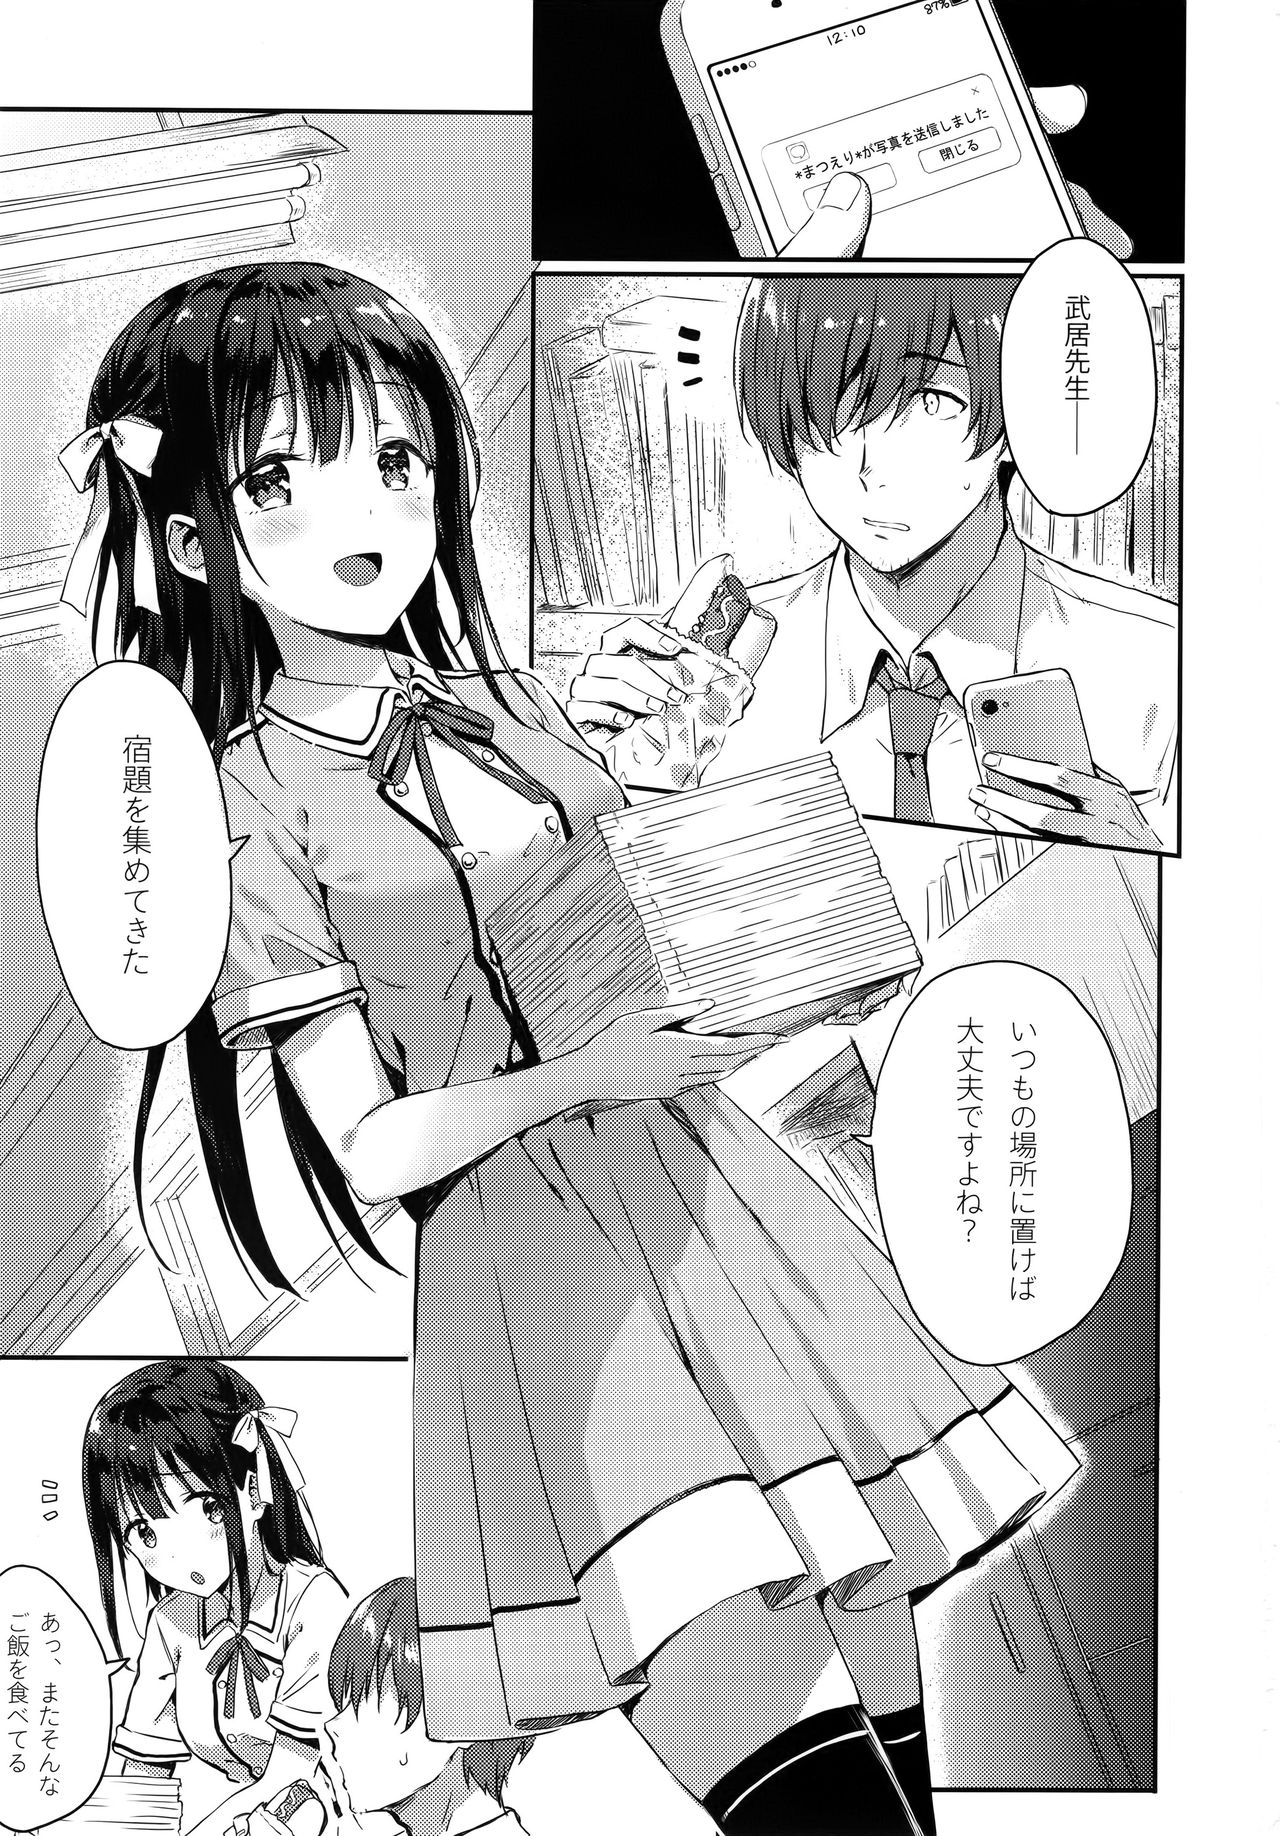 12:10
87%
*まつえり*が写真を送信しました
閉じる
武居先生――
宿題を集めてきた
いつもの場所に置けば
大丈夫ですよね?
あっ、またそんな
ご飯を食べてる